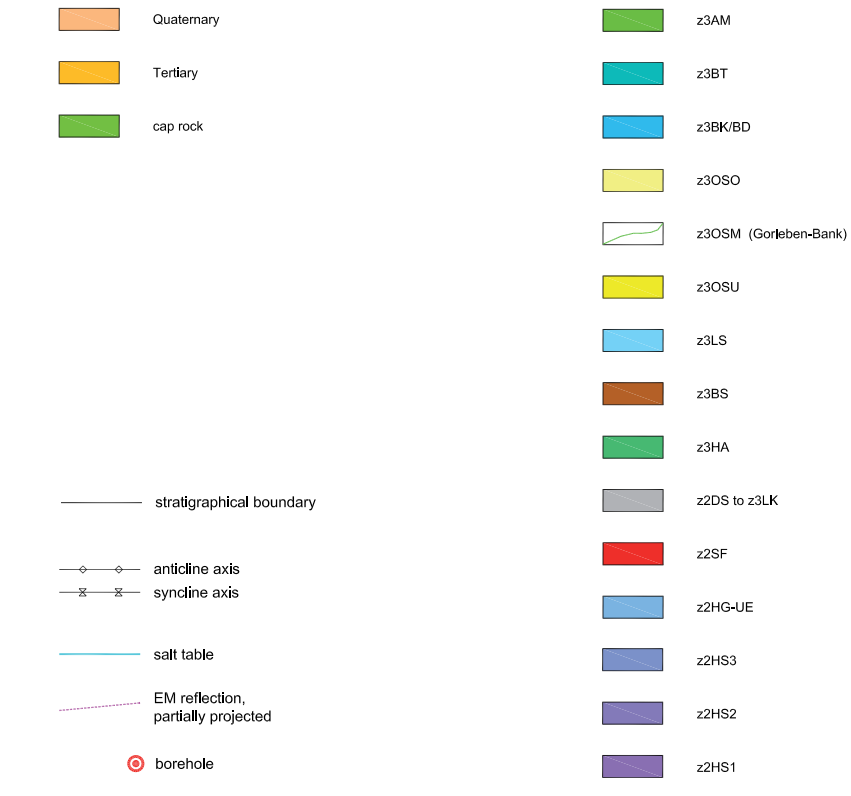 Quaternary
Tertiary
cap rock
stratigraphical boundary
anticline axis
syncline axis
salt table
EM reflection,
partially projected
borehole
z3AM
z3BT
z3BK/BD
z3OSO
z3OSM (Gorleben-Bank)
z3OSU
z3LS
z3BS
z3HA
z2DS to z3LK
z2SF
z2HG-UE
z2HS3
z2HS2
z2HS1